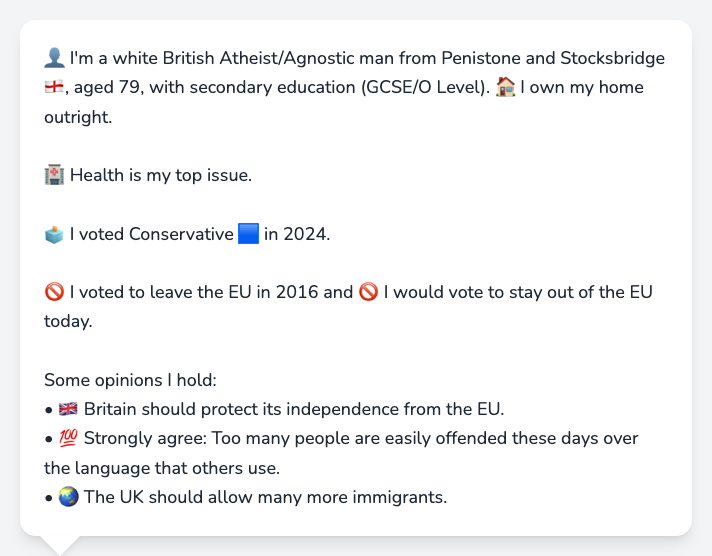 👤 I'm a white British Atheist/Agnostic man from Penistone and Stocksbridge
🏴󠁧󠁢󠁥󠁮󠁧󠁿, aged 79, with secondary education (GCSE/O Level). 🏠 I own my home
outright.
🏥 Health is my top issue.
🗳️ I voted Conservative 🟦 in 2024.
🚫 I voted to leave the EU in 2016 and 🚫 I would vote to stay out of the EU
today.
Some opinions I hold:
• 🇬🇧 Britain should protect its independence from the EU.
• 💯 Strongly agree: Too many people are easily offended these days over
the language that others use.
• 🌏 The UK should allow many more immigrants.